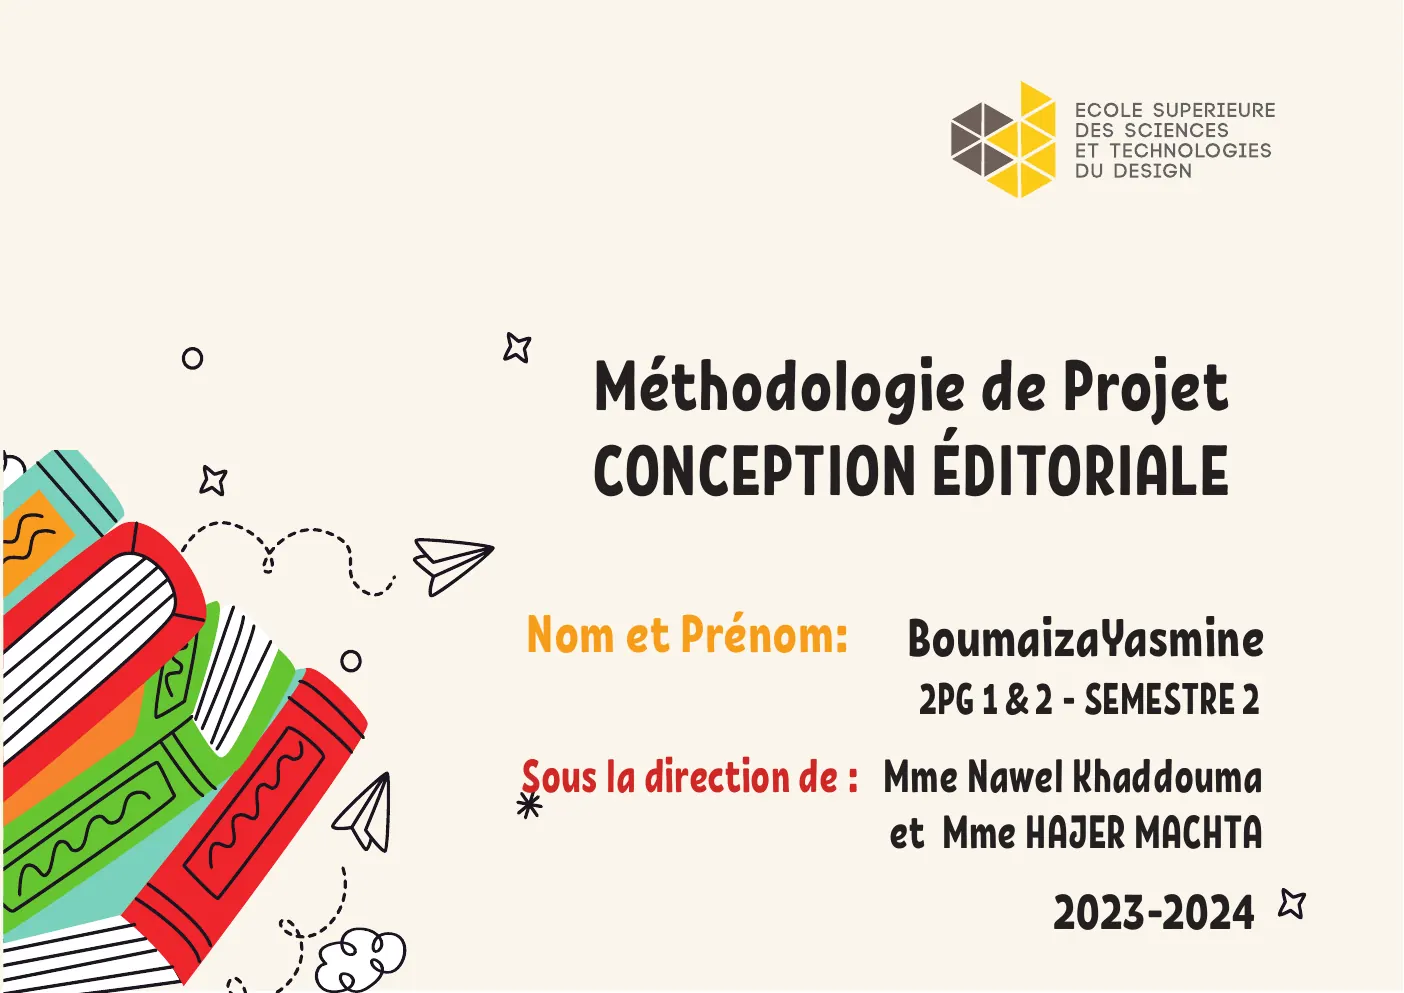 ECOLE SUPERIEURE
DES SCIENCES
ET TECHNOLOGIES
DU DESIGN
Méthodologie de Projet
CONCEPTION ÉDITORIALE
Nom et Prénom: BoumaizaYasmine
2PG 1 & 2 - SEMESTRE 2
Sous la direction de : Mme Nawel Khaddouma
et Mme HAJER MACHTA
2023-2024